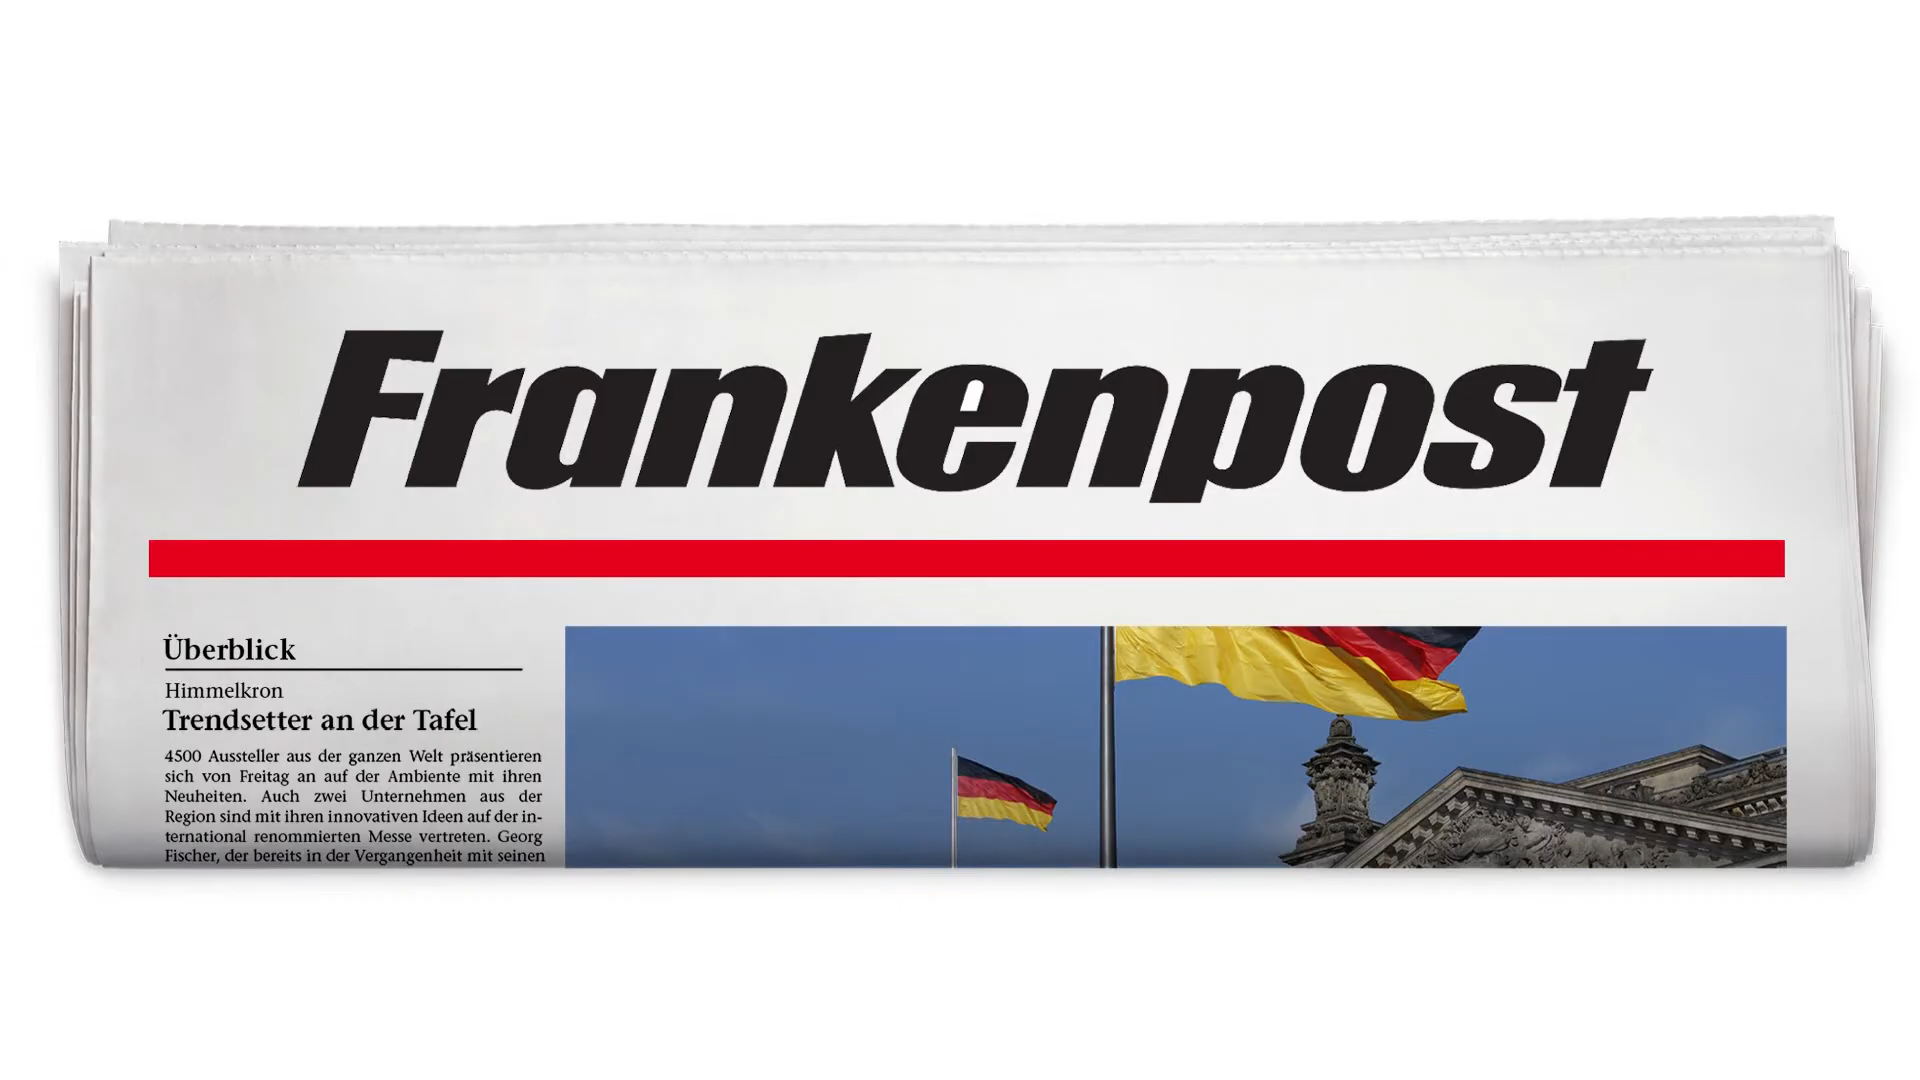 Frankenpost
Überblick
Himmelkron
Trendsetter an der Tafel
4500 Aussteller aus der ganzen Welt präsentieren
sich von Freitag an auf der Ambiente mit ihren
Neuheiten. Auch zwei Unternehmen aus der
Region sind mit ihren innovativen Ideen auf der in-
ternational renommierten Messe vertreten. Georg
Fischer, der bereits in der Vergangenheit mit seinen